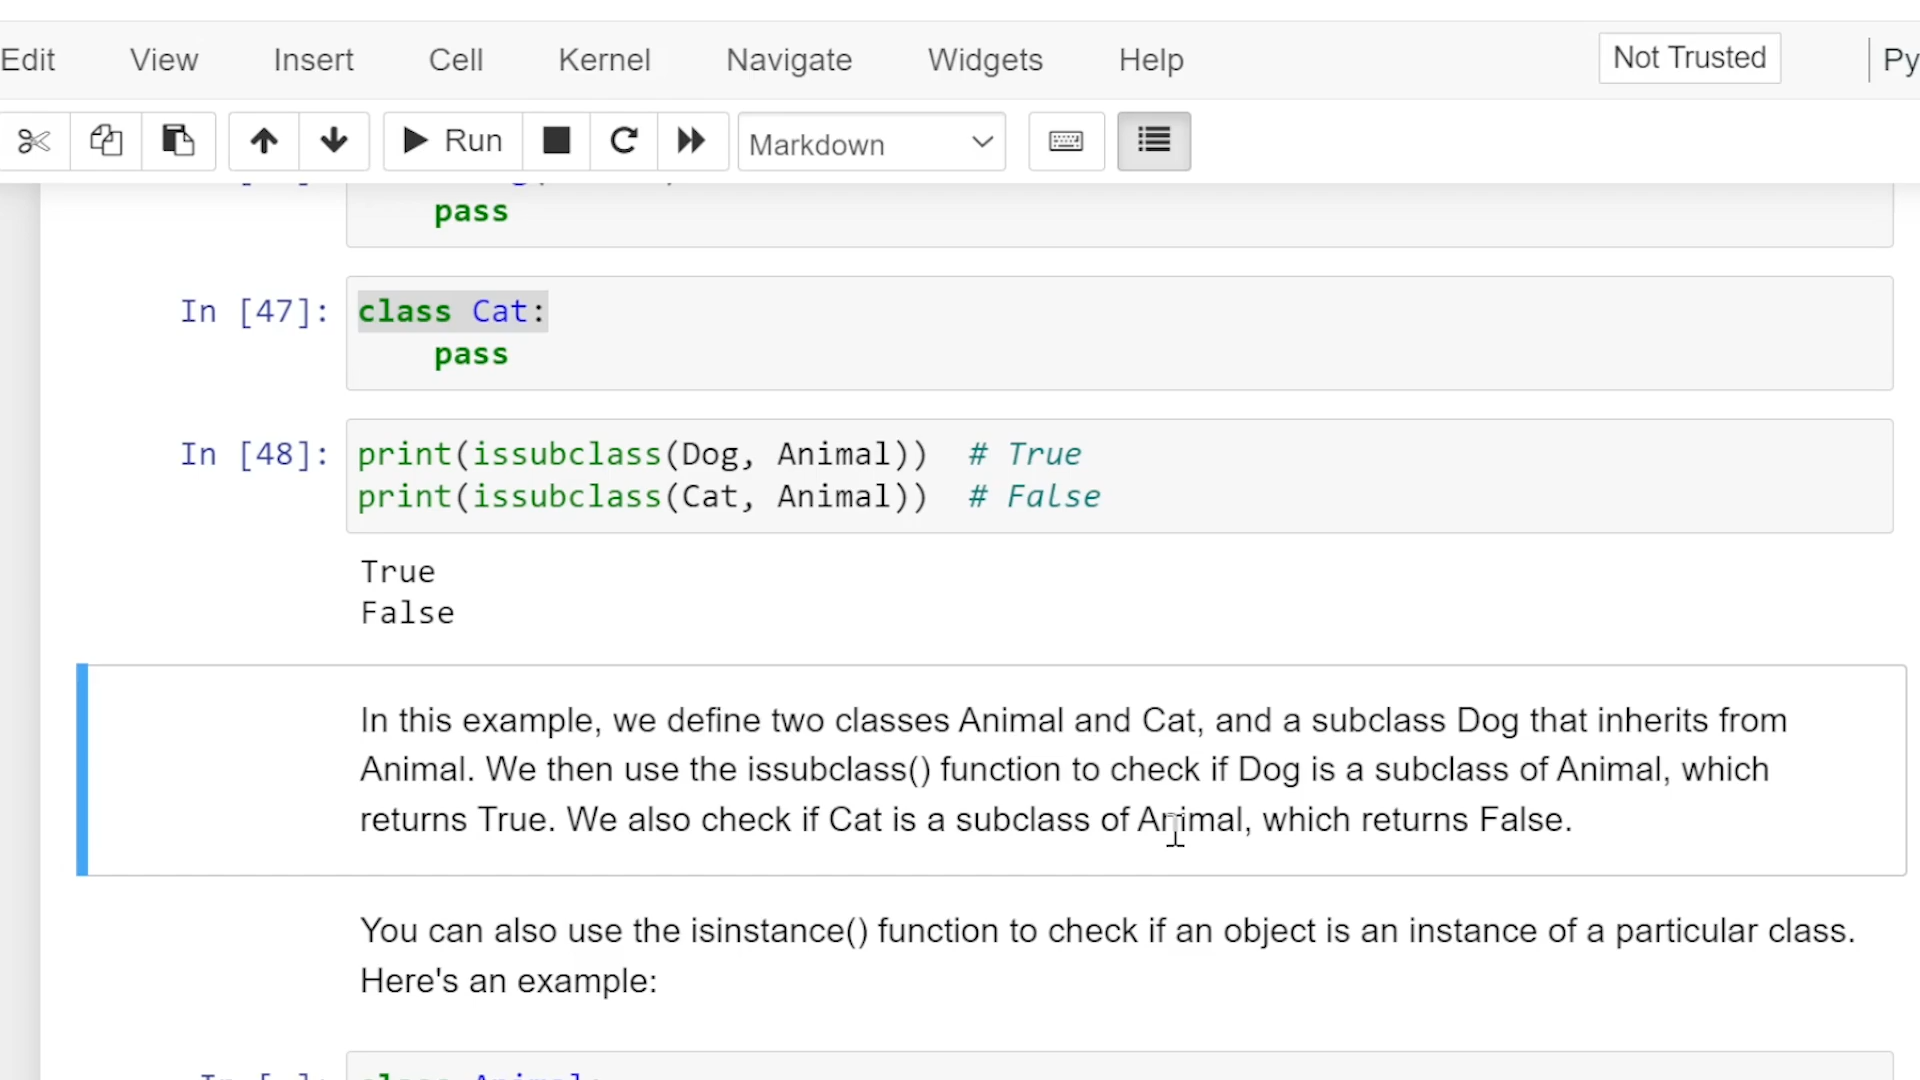 Edit View Insert Cell Kernel Navigate Widgets Help Not Trusted Py
Run Markdown
pass
In [47]: class Cat:
pass
In [48]: print(issubclass(Dog, Animal)) # True
print(issubclass(Cat, Animal)) # False
True
False
In this example, we define two classes Animal and Cat, and a subclass Dog that inherits from
Animal. We then use the issubclass() function to check if Dog is a subclass of Animal, which
returns True. We also check if Cat is a subclass of Animal, which returns False.
You can also use the isinstance() function to check if an object is an instance of a particular class.
Here's an example:
class Animal: